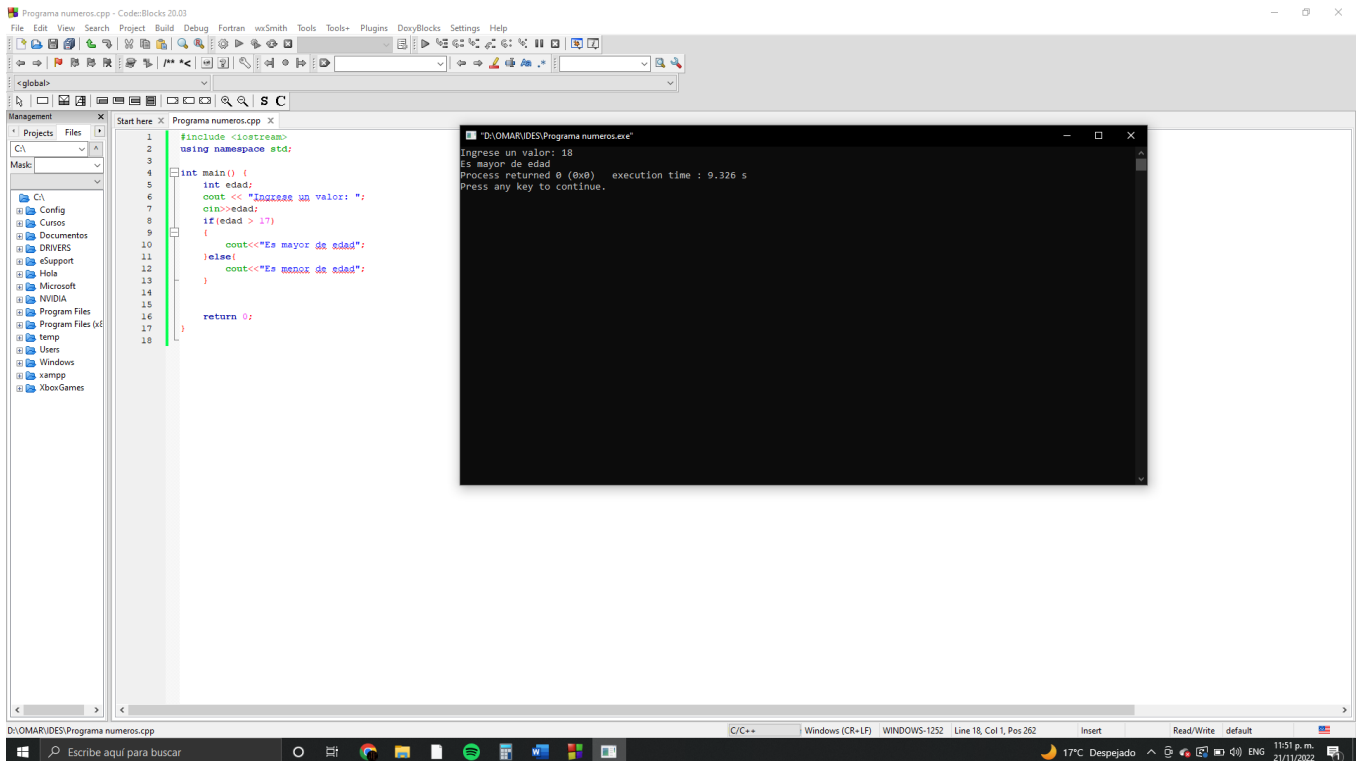 Programa numeros.cpp - Code::Blocks 20.03
File Edit View Search Project Build Debug Fortran wxSmith Tools Tools+ Plugins DoxyBlocks Settings Help
/** *<
<global>
S C
Management
Start here X Programa numeros.cpp X
Projects Files
C:\
Mask:
C:\
Config
Cursos
Documentos
DRIVERS
eSupport
Hola
Microsoft
NVIDIA
Program Files
Program Files (x8
temp
Users
Windows
xampp
XboxGames
1 #include <iostream>
2 using namespace std;
3
4 int main() {
5 int edad;
6 cout << "Ingrese un valor: ";
7 cin>>edad;
8 if(edad > 17)
9 {
10 cout<<"Es mayor de edad";
11 }else{
12 cout<<"Es menor de edad";
13 }
14
15
16 return 0;
17 }
18
"D:\OMAR\IDES\Programa numeros.exe"
Ingrese un valor: 18
Es mayor de edad
Process returned 0 (0x0) execution time : 9.326 s
Press any key to continue.
D:\OMAR\IDES\Programa numeros.cpp C/C++ Windows (CR+LF) WINDOWS-1252 Line 18, Col 1, Pos 262 Insert Read/Write default
Escribe aquí para buscar 17°C Despejado ENG 11:51 p. m.
21/11/2022